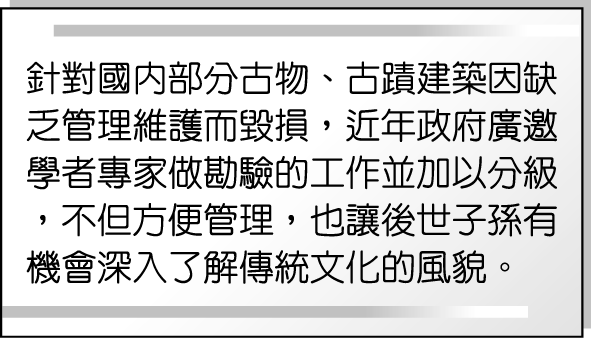 針對國內部分古物、古蹟建築因缺
乏管理維護而毀損，近年政府廣邀
學者專家做勘驗的工作並加以分級
，不但方便管理，也讓後世子孫有
機會深入了解傳統文化的風貌。